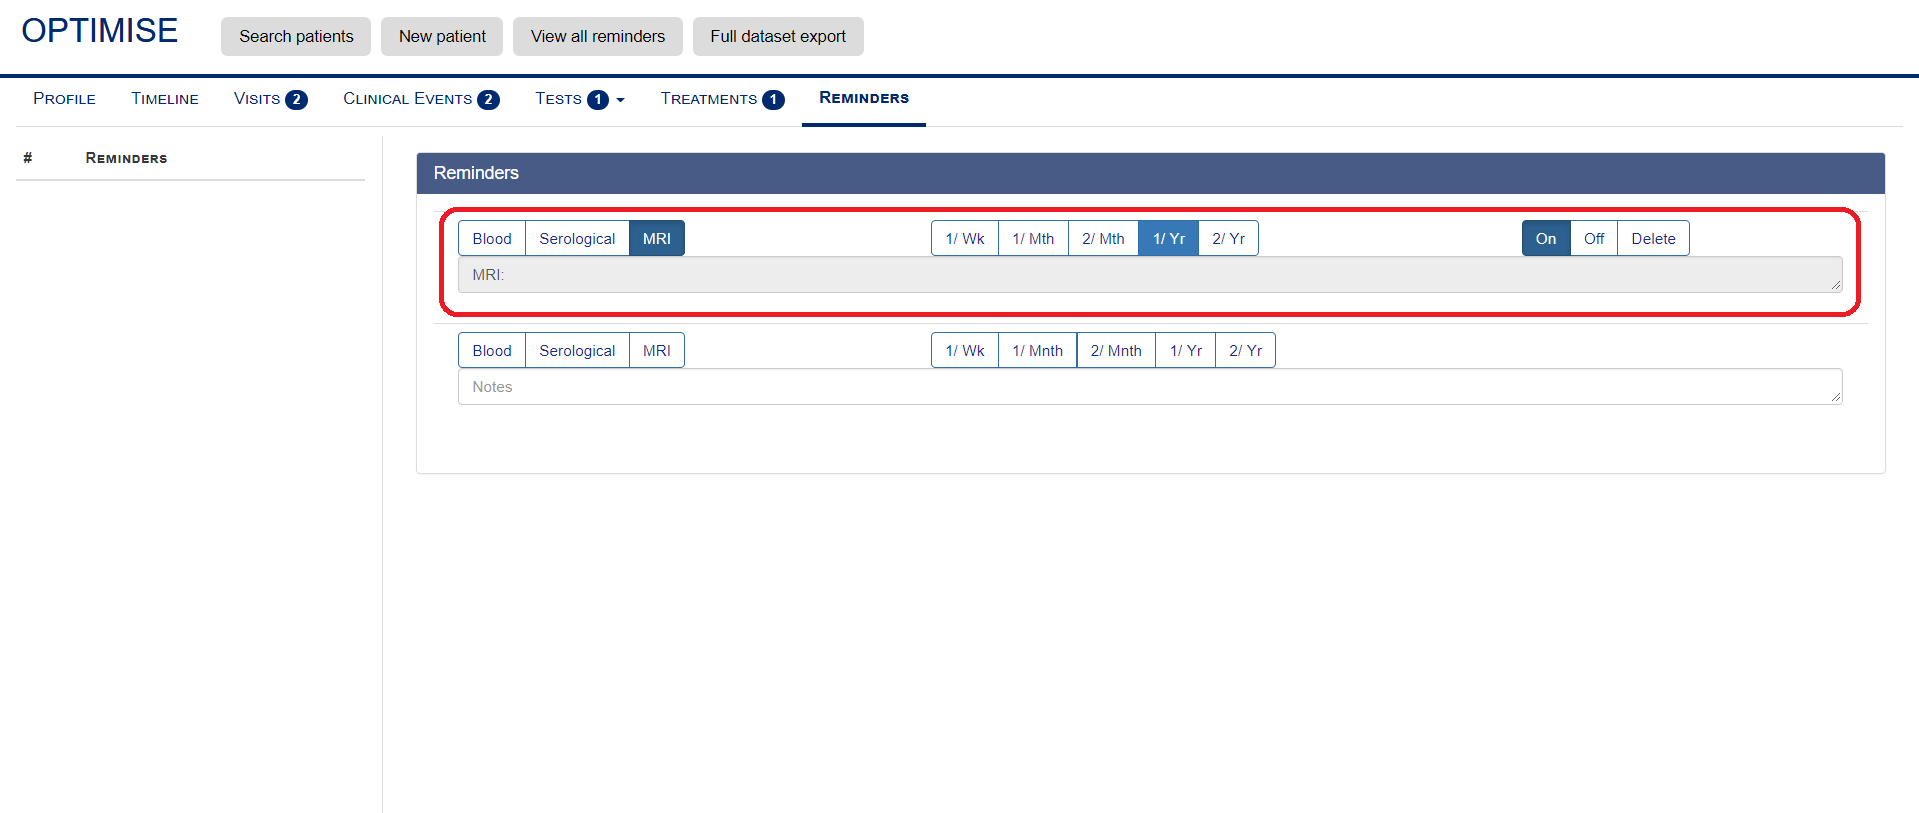 OPTIMISE Search patients New patient View all reminders Full dataset export
Profile Timeline Visits 2 Clinical Events 2 Tests 1 Treatments 1 Reminders
# Reminders
Reminders
Blood Serological MRI 1/ Wk 1/ Mth 2/ Mth 1/ Yr 2/ Yr On Off Delete
MRI:
Blood Serological MRI 1/ Wk 1/ Mnth 2/ Mnth 1/ Yr 2/ Yr
Notes